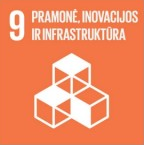 9 PRAMONĖ, INOVACIJOS
IR INFRASTRUKTŪRA